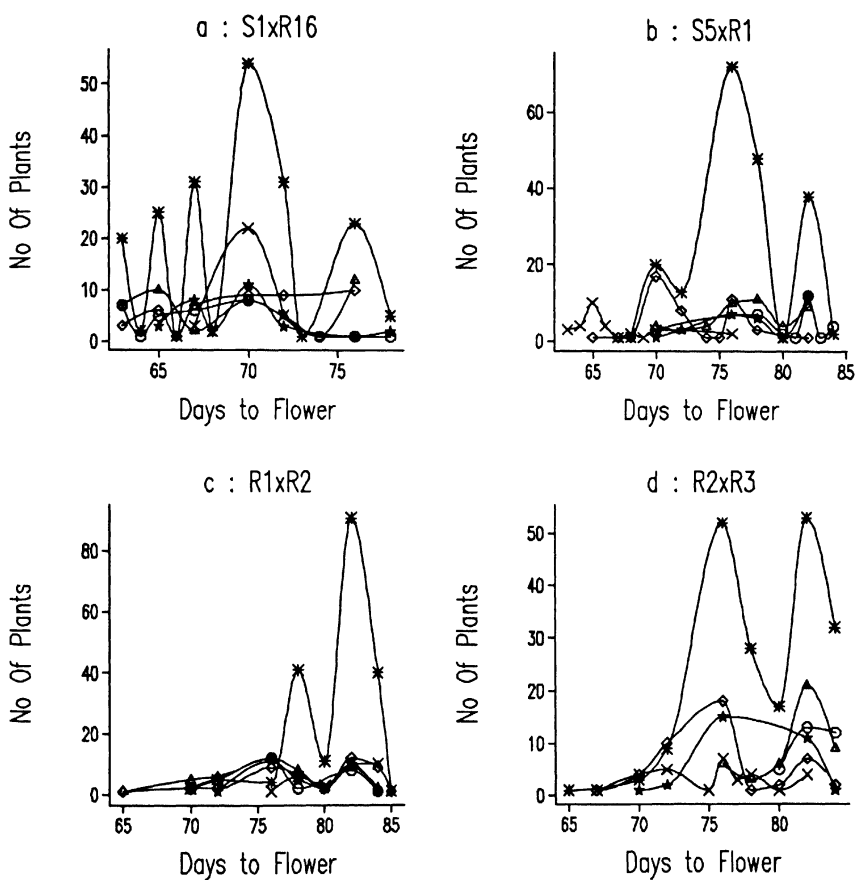 a : S1xR16
No Of Plants
50
40
30
20
10
0
65 70 75
Days to Flower
b : S5xR1
No Of Plants
60
40
20
0
65 70 75 80 85
Days to Flower
c : R1xR2
No Of Plants
80
60
40
20
0
65 70 75 80 85
Days to Flower
d : R2xR3
No Of Plants
50
40
30
20
10
0
65 70 75 80
Days to Flower